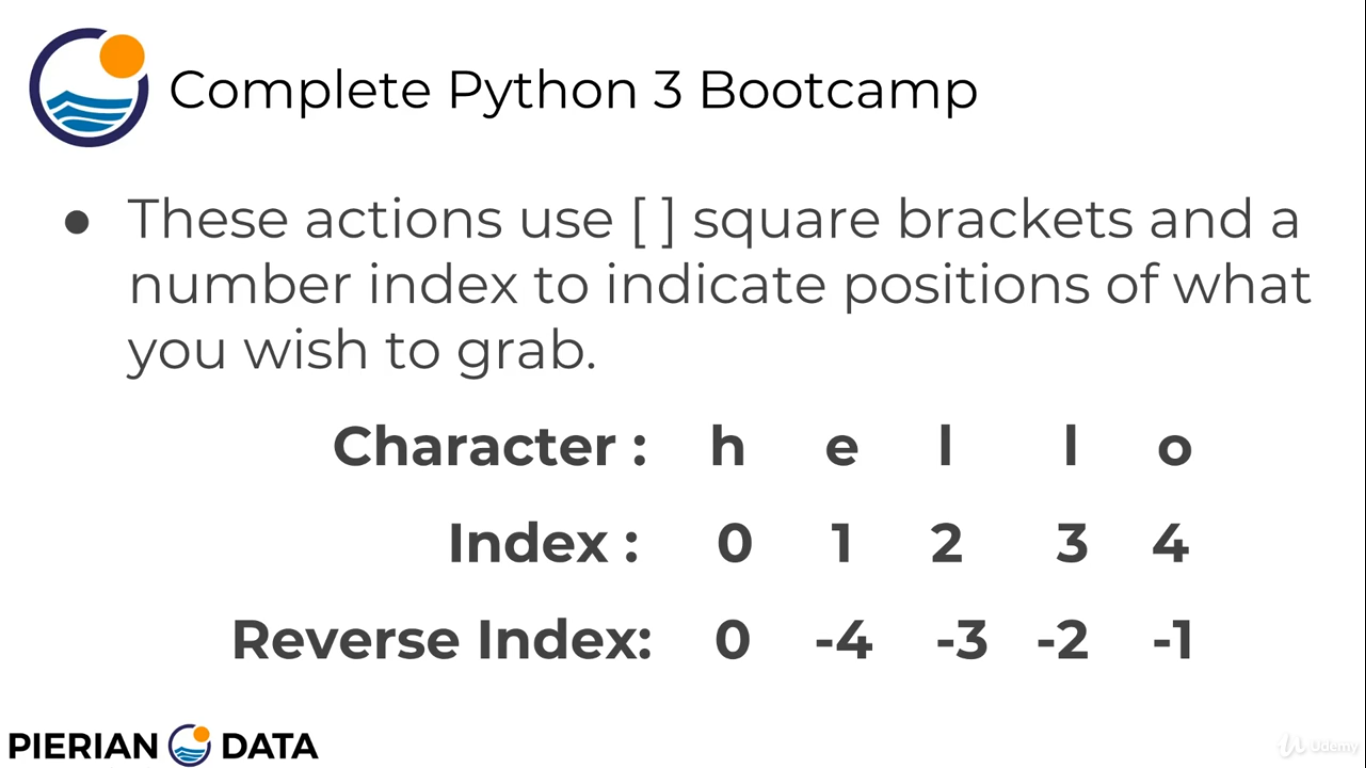 Complete Python 3 Bootcamp
● These actions use [ ] square brackets and a
number index to indicate positions of what
you wish to grab.
Character : h e l l o
Index : 0 1 2 3 4
Reverse Index: 0 -4 -3 -2 -1
PIERIAN DATA
Udemy